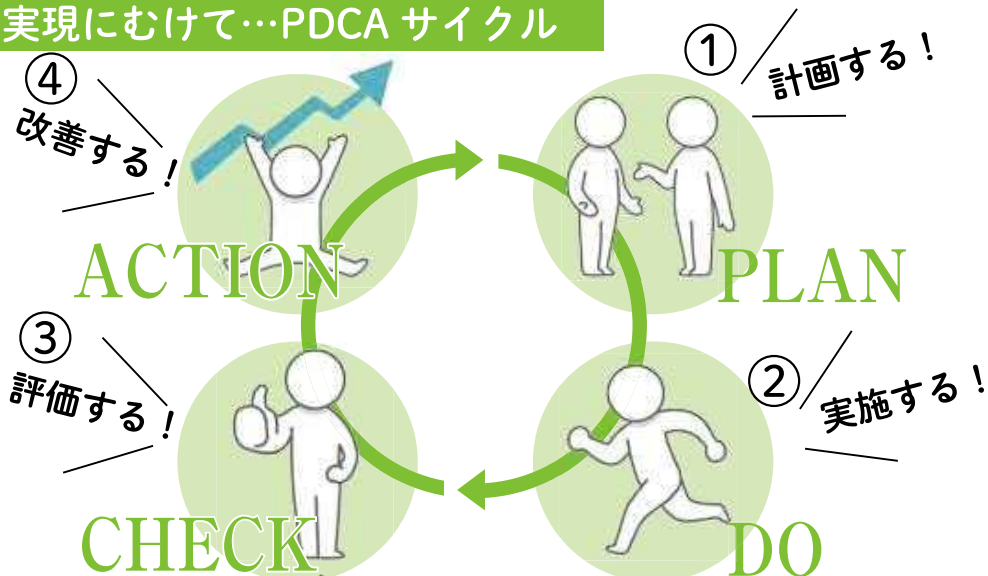 実現にむけて…PDCA サイクル
①
計画する！
PLAN
②
実施する！
DO
③
評価する！
CHECK
④
改善する！
ACTION